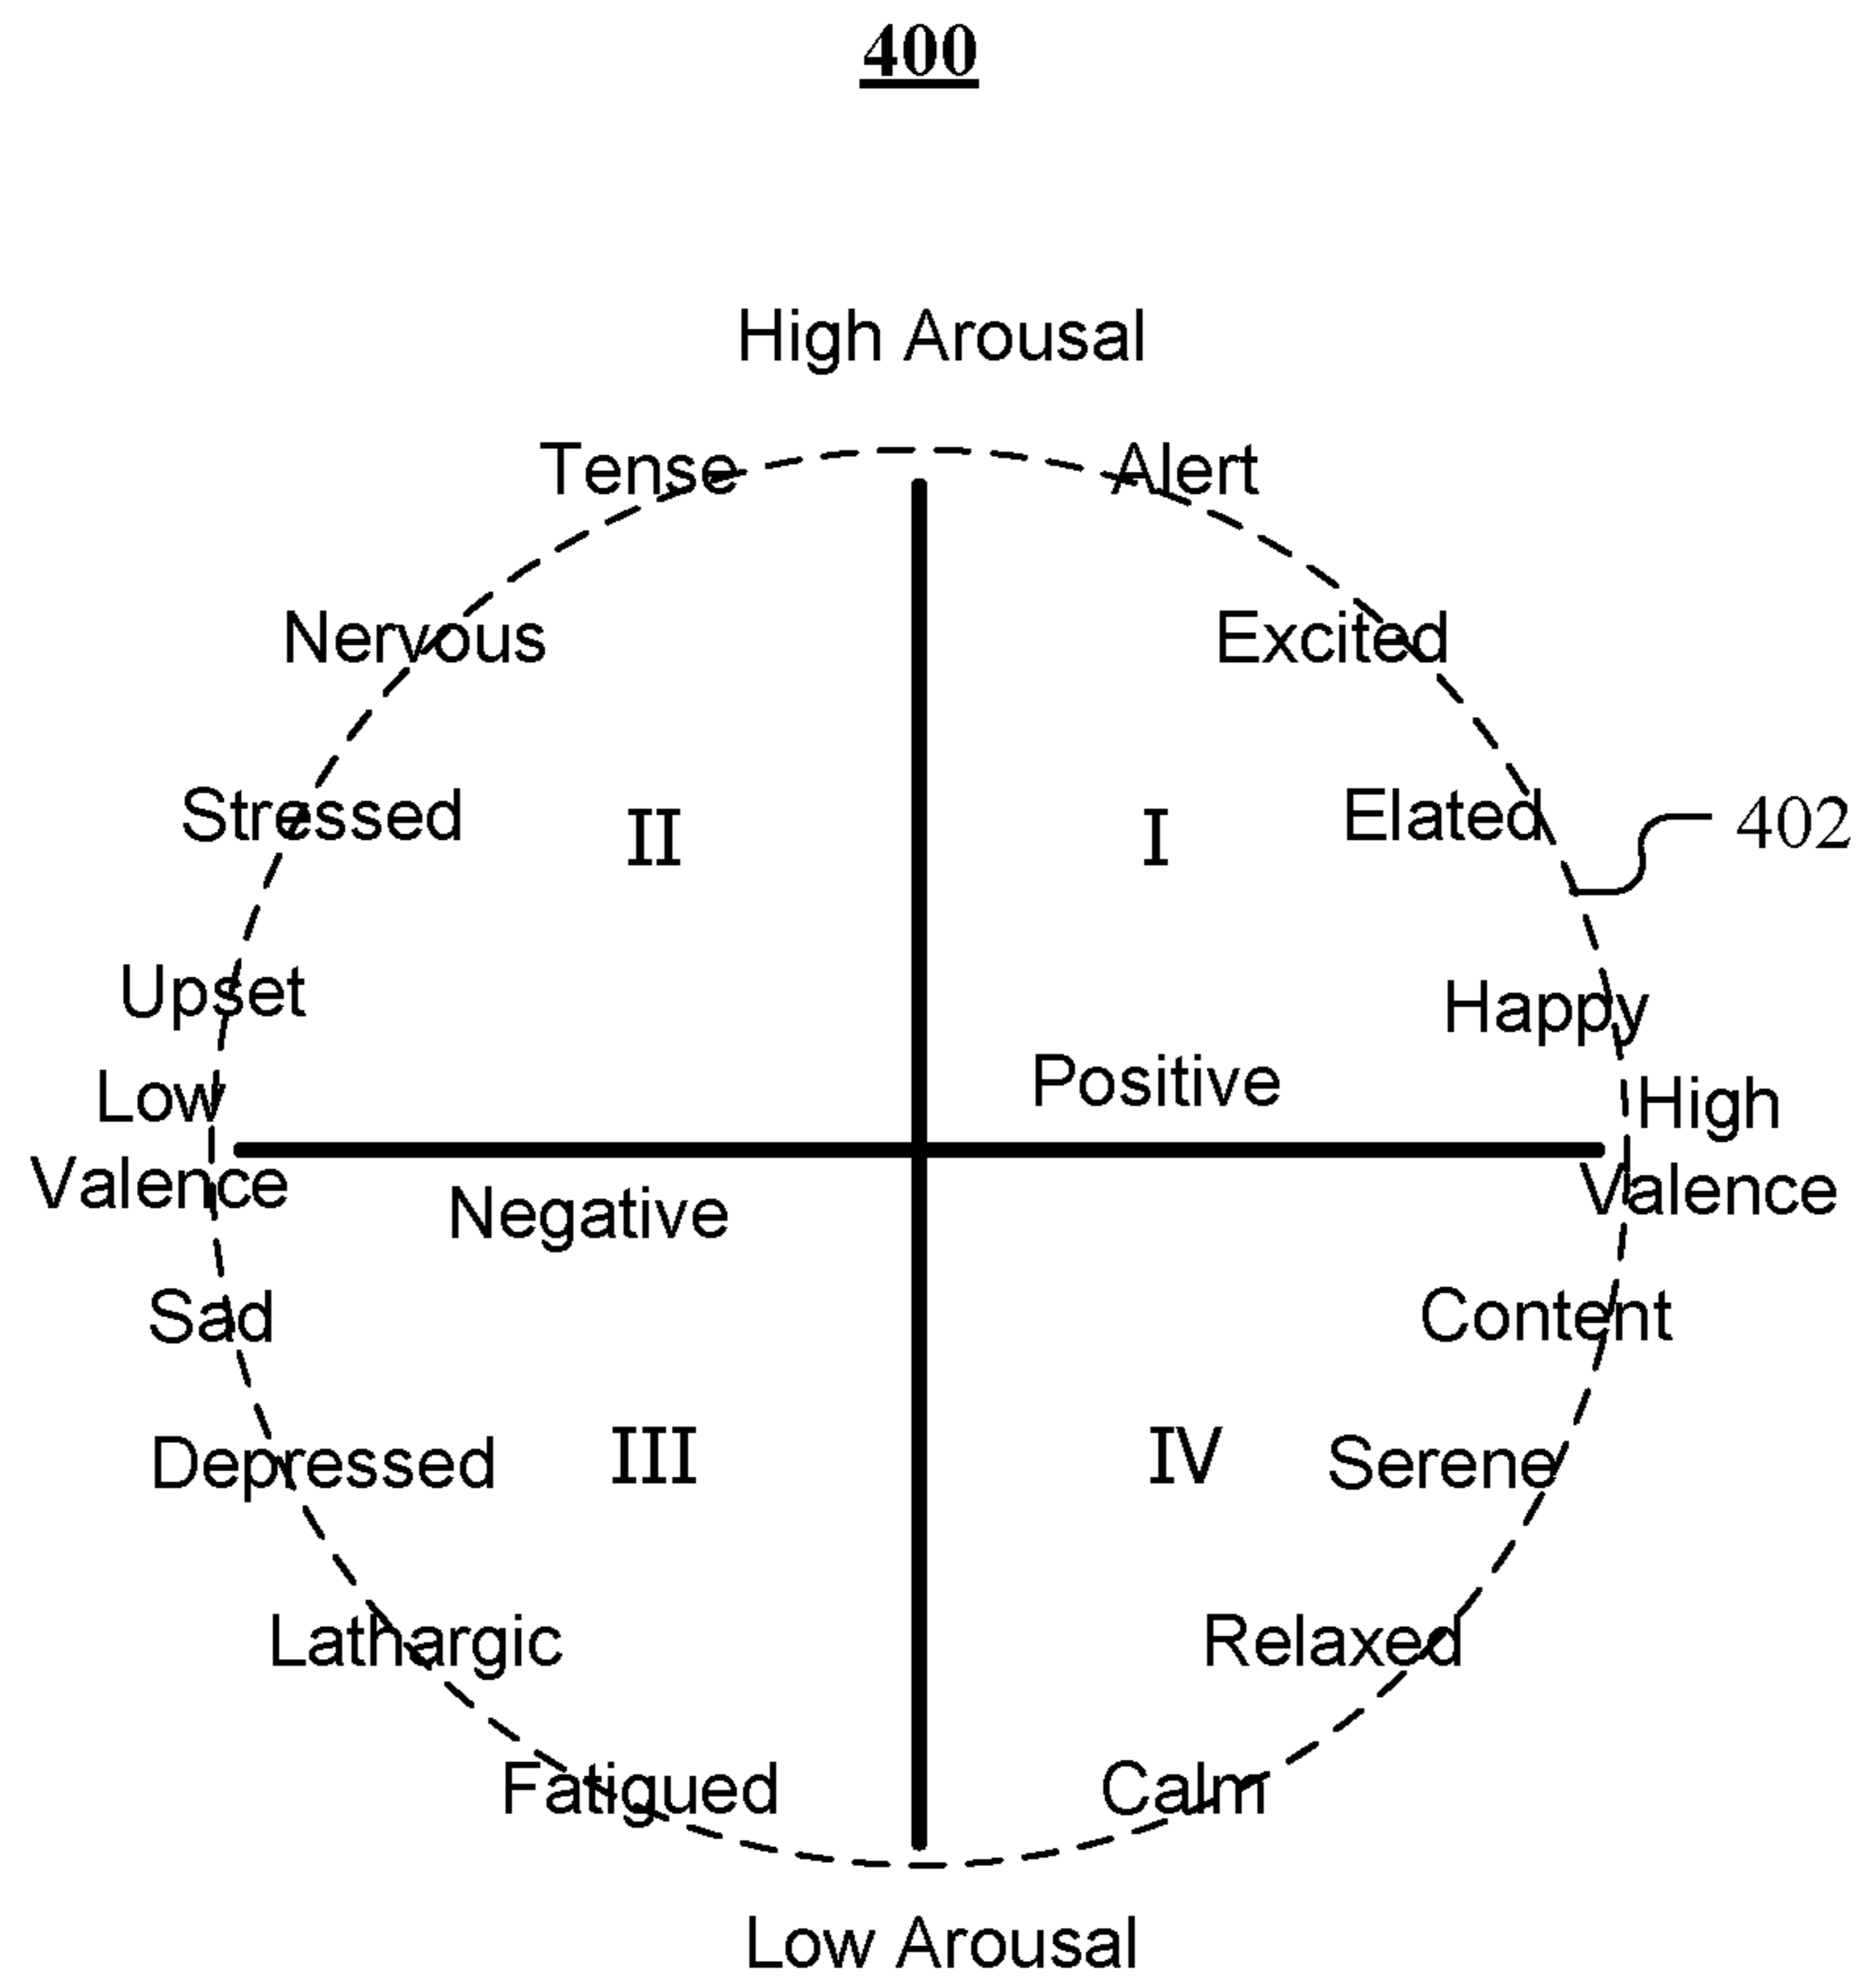 400
High Arousal
Tense
Alert
Nervous
Excited
Stressed
II
I
Elated
402
Upset
Happy
Low
Valence
Positive
High
Valence
Negative
Sad
Content
Depressed
III
IV
Serene
Lathargic
Relaxed
Fatigued
Calm
Low Arousal